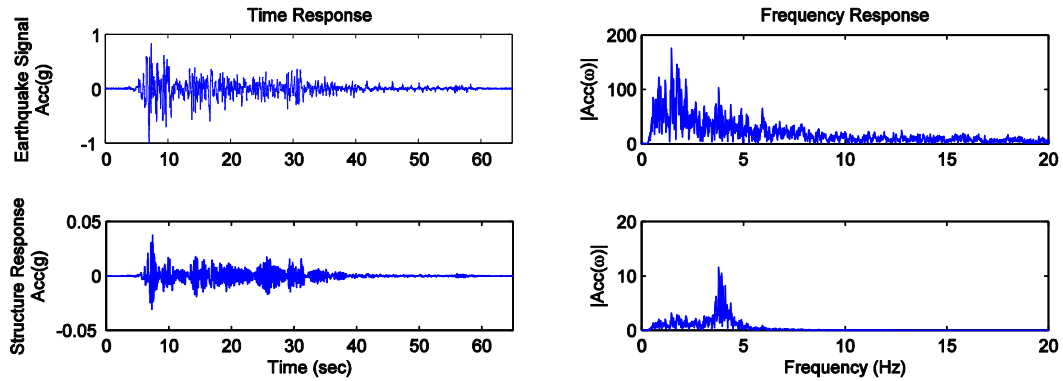 Time Response
Earthquake Signal
Acc(g)
1
0
-1
0 10 20 30 40 50 60
Frequency Response
|Acc(ω)|
200
100
0
0 5 10 15 20
Structure Response
Acc(g)
0.05
0
-0.05
0 10 20 30 40 50 60
Time (sec)
|Acc(ω)|
20
10
0
0 5 10 15 20
Frequency (Hz)